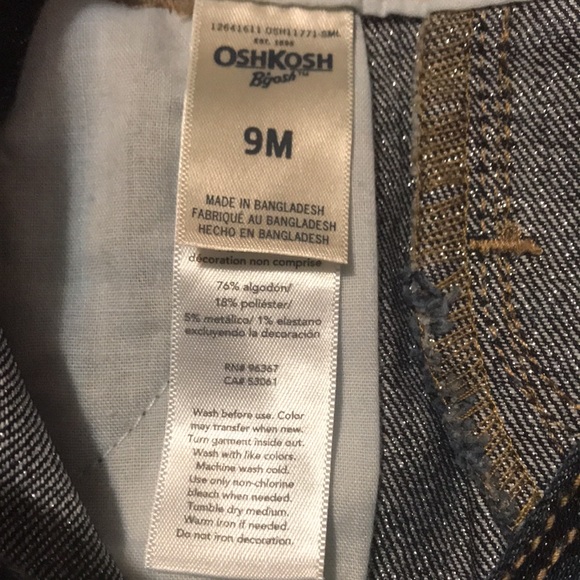 12641611 OSH11771-SML
EST. 1895
OSHKOSH
B'gosh™
9M
MADE IN BANGLADESH
FABRIQUÉ AU BANGLADESH
HECHO EN BANGLADESH
décoration non comprise
76% algodón/
18% poliéster/
5% metálico/ 1% elastano
excluyendo la decoración
RN# 96367
CA# 53061
Wash before use. Color
may transfer when new.
Turn garment inside out.
Wash with like colors.
Machine wash cold.
Use only non-chlorine
bleach when needed.
Tumble dry medium.
Warm iron if needed.
Do not iron decoration.